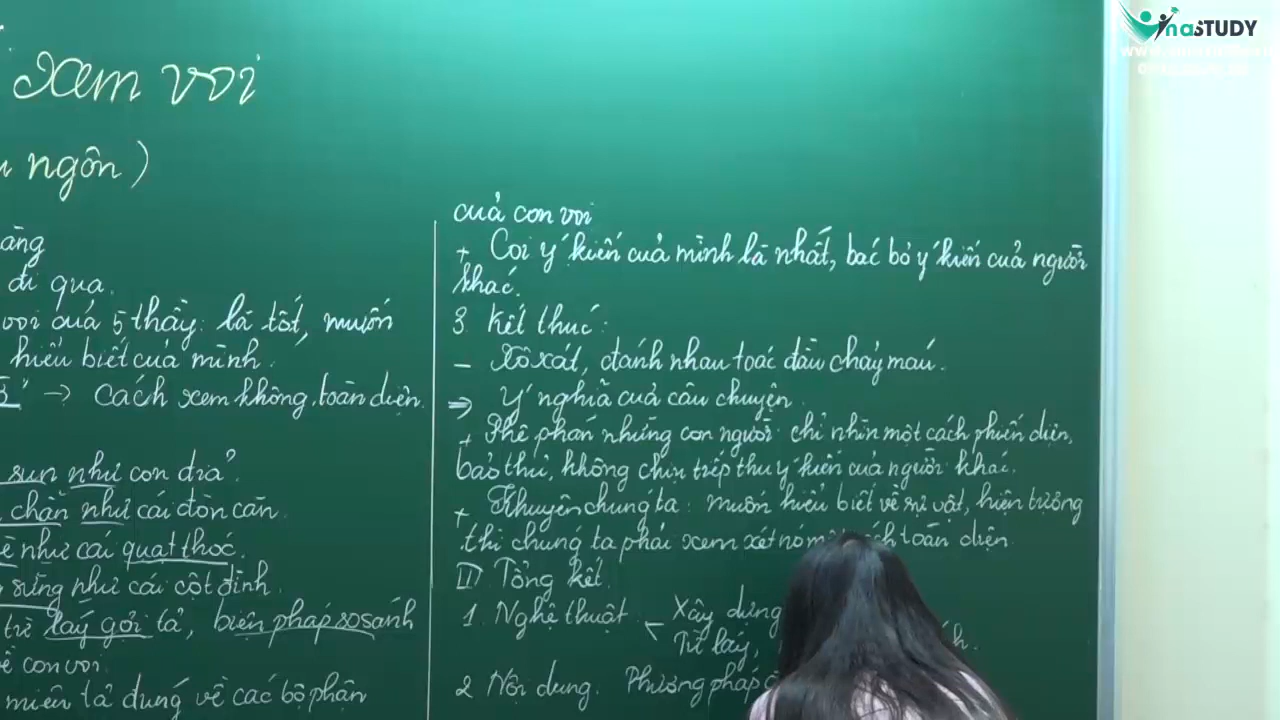 xem voi
ngôn)
đi qua.
voi của 5 thầy: là tốt, muốn
hiểu biết của mình.
→ Cách xem không toàn diện.
sun như con đỉa?
chần như cái đòn càn
như cái quạt thóc.
sừng như cái cột đình.
từ láy gợi tả, biện pháp so sánh
về con voi.
miêu tả đúng về các bộ phận
của con voi
+ Coi ý kiến của mình là nhất, bác bỏ ý kiến của người
khác.
3. Kết thúc:
- Xô xát, đánh nhau toác đầu chảy máu.
⇒ Ý nghĩa của câu chuyện.
+ Phê phán những con người chỉ nhìn một cách phiến diện,
bảo thủ, không chịu tiếp thu ý kiến của người khác.
+ Khuyên chúng ta: muốn hiểu biết về sự vật, hiện tượng
thì chúng ta phải xem xét nó một cách toàn diện.
III Tổng kết.
1. Nghệ thuật
Xây dựng
Từ láy,
2. Nội dung. Phương pháp
VinaSTUDY